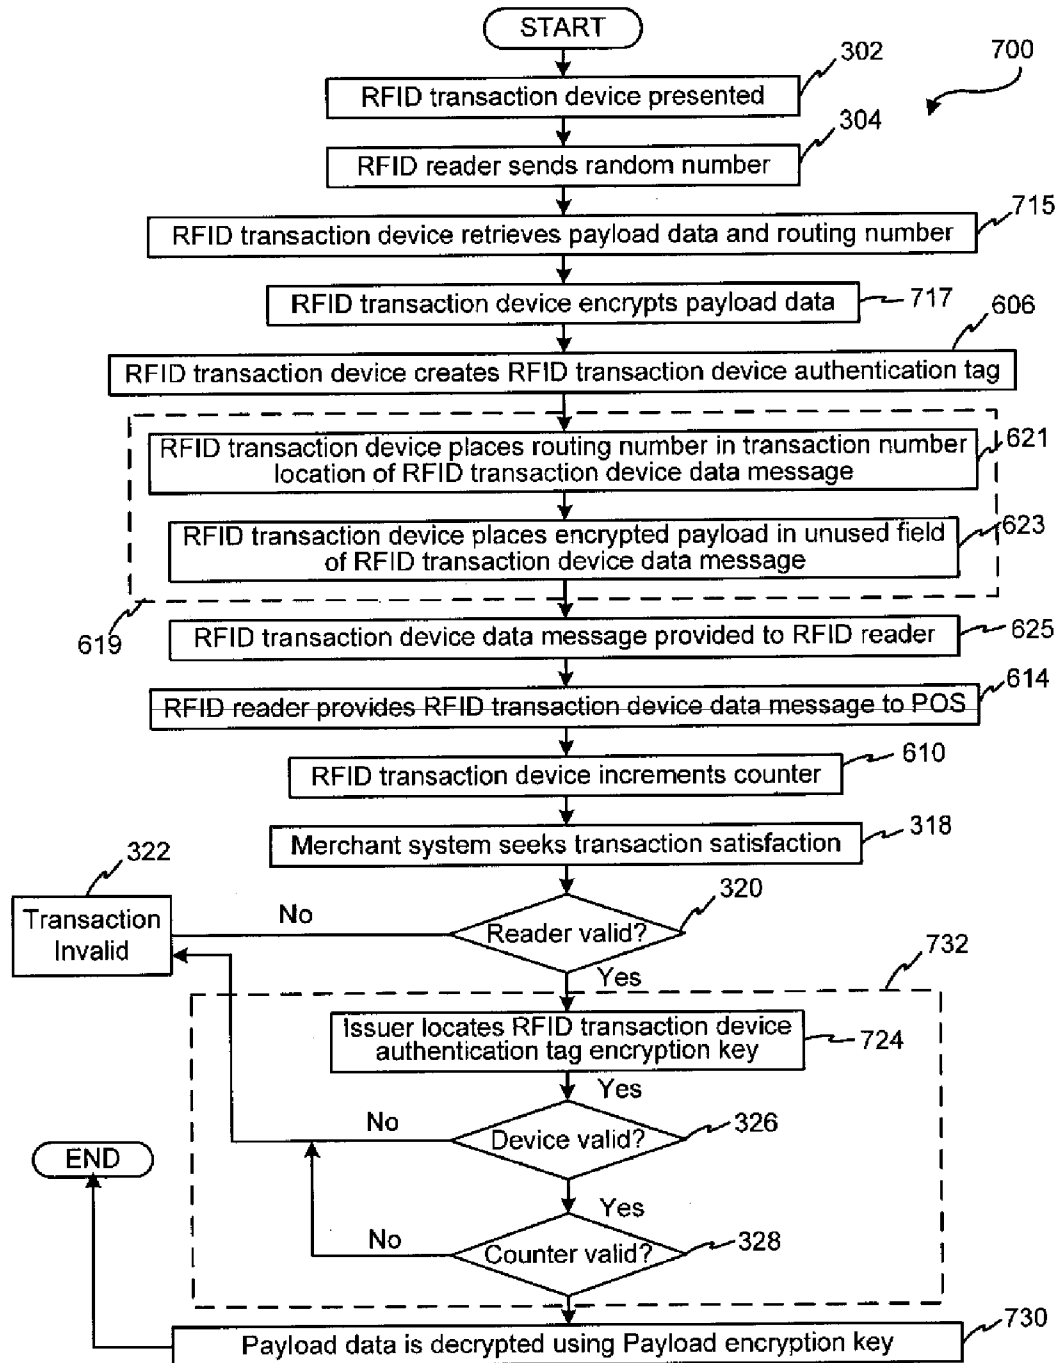 START
302
700
RFID transaction device presented
304
RFID reader sends random number
715
RFID transaction device retrieves payload data and routing number
RFID transaction device encrypts payload data
717
606
RFID transaction device creates RFID transaction device authentication tag
RFID transaction device places routing number in transaction number
location of RFID transaction device data message
621
RFID transaction device places encrypted payload in unused field
of RFID transaction device data message
623
619
RFID transaction device data message provided to RFID reader
625
614
RFID reader provides RFID transaction device data message to POS
610
RFID transaction device increments counter
Merchant system seeks transaction satisfaction
318
322
320
Transaction
Invalid
No
Reader valid?
Yes
732
Issuer locates RFID transaction device
authentication tag encryption key
724
Yes
No
Device valid?
326
END
Yes
No
Counter valid?
328
730
Payload data is decrypted using Payload encryption key